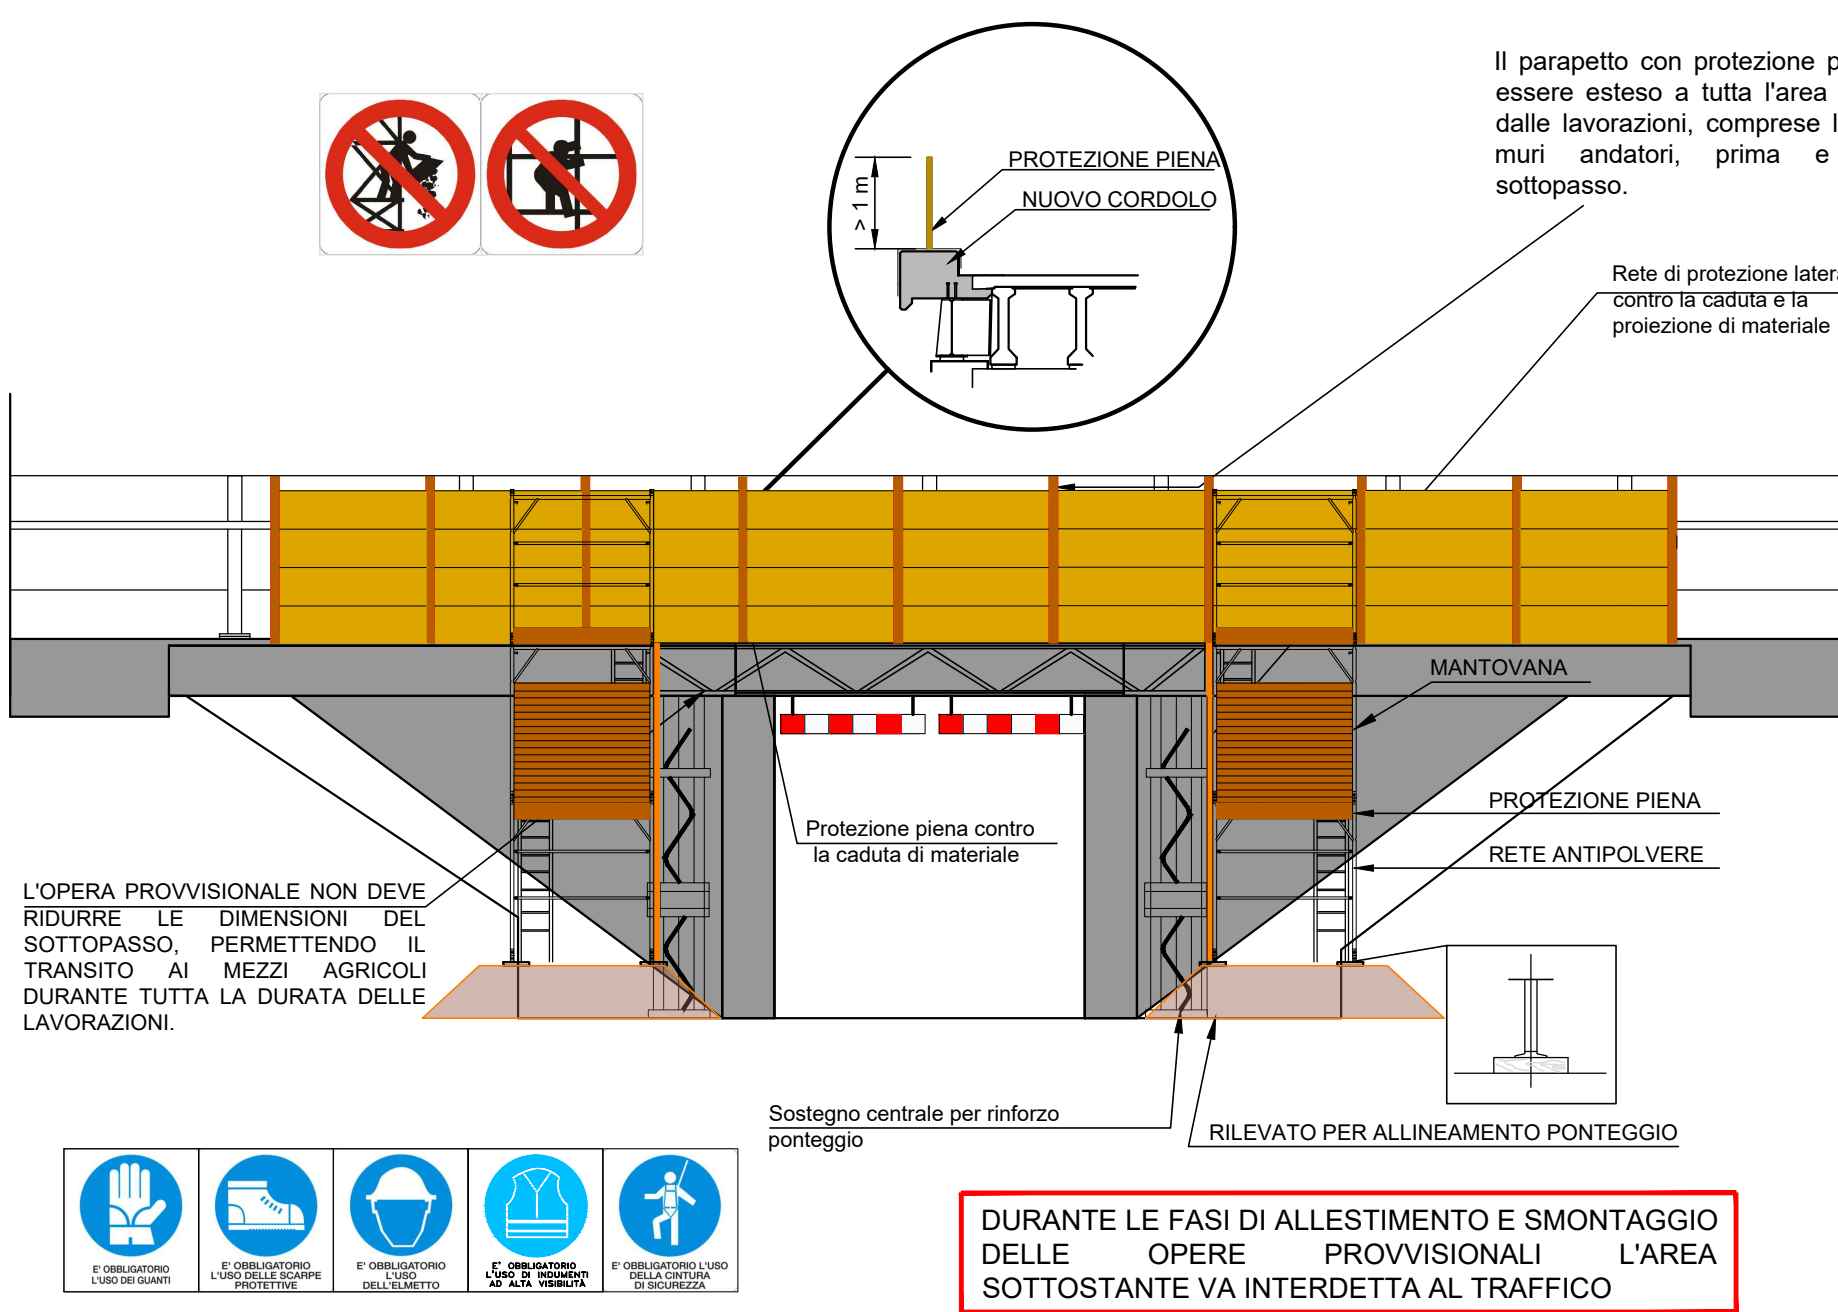 Il parapetto con protezione
essere esteso a tutta l'area
dalle lavorazioni, comprese
muri andatori, prima e
sottopasso.
PROTEZIONE PIENA
NUOVO CORDOLO
> 1 m
Rete di protezione
contro la caduta e la
proiezione di materiale
MANTOVANA
PROTEZIONE PIENA
RETE ANTIPOLVERE
Protezione piena contro
la caduta di materiale
L'OPERA PROVVISIONALE NON DEVE
RIDURRE LE DIMENSIONI DEL
SOTTOPASSO, PERMETTENDO IL
TRANSITO AI MEZZI AGRICOLI
DURANTE TUTTA LA DURATA DELLE
LAVORAZIONI.
Sostegno centrale per rinforzo
ponteggio
RILEVATO PER ALLINEAMENTO PONTEGGIO
E' OBBLIGATORIO
L'USO DEI GUANTI
E' OBBLIGATORIO
L'USO DELLE SCARPE
PROTETTIVE
E' OBBLIGATORIO
L'USO
DELL'ELMETTO
E' OBBLIGATORIO
L'USO DI INDUMENTI
AD ALTA VISIBILITÀ
E' OBBLIGATORIO L'USO
DELLA CINTURA
DI SICUREZZA
DURANTE LE FASI DI ALLESTIMENTO E SMONTAGGIO
DELLE OPERE PROVVISIONALI L'AREA
SOTTOSTANTE VA INTERDETTA AL TRAFFICO